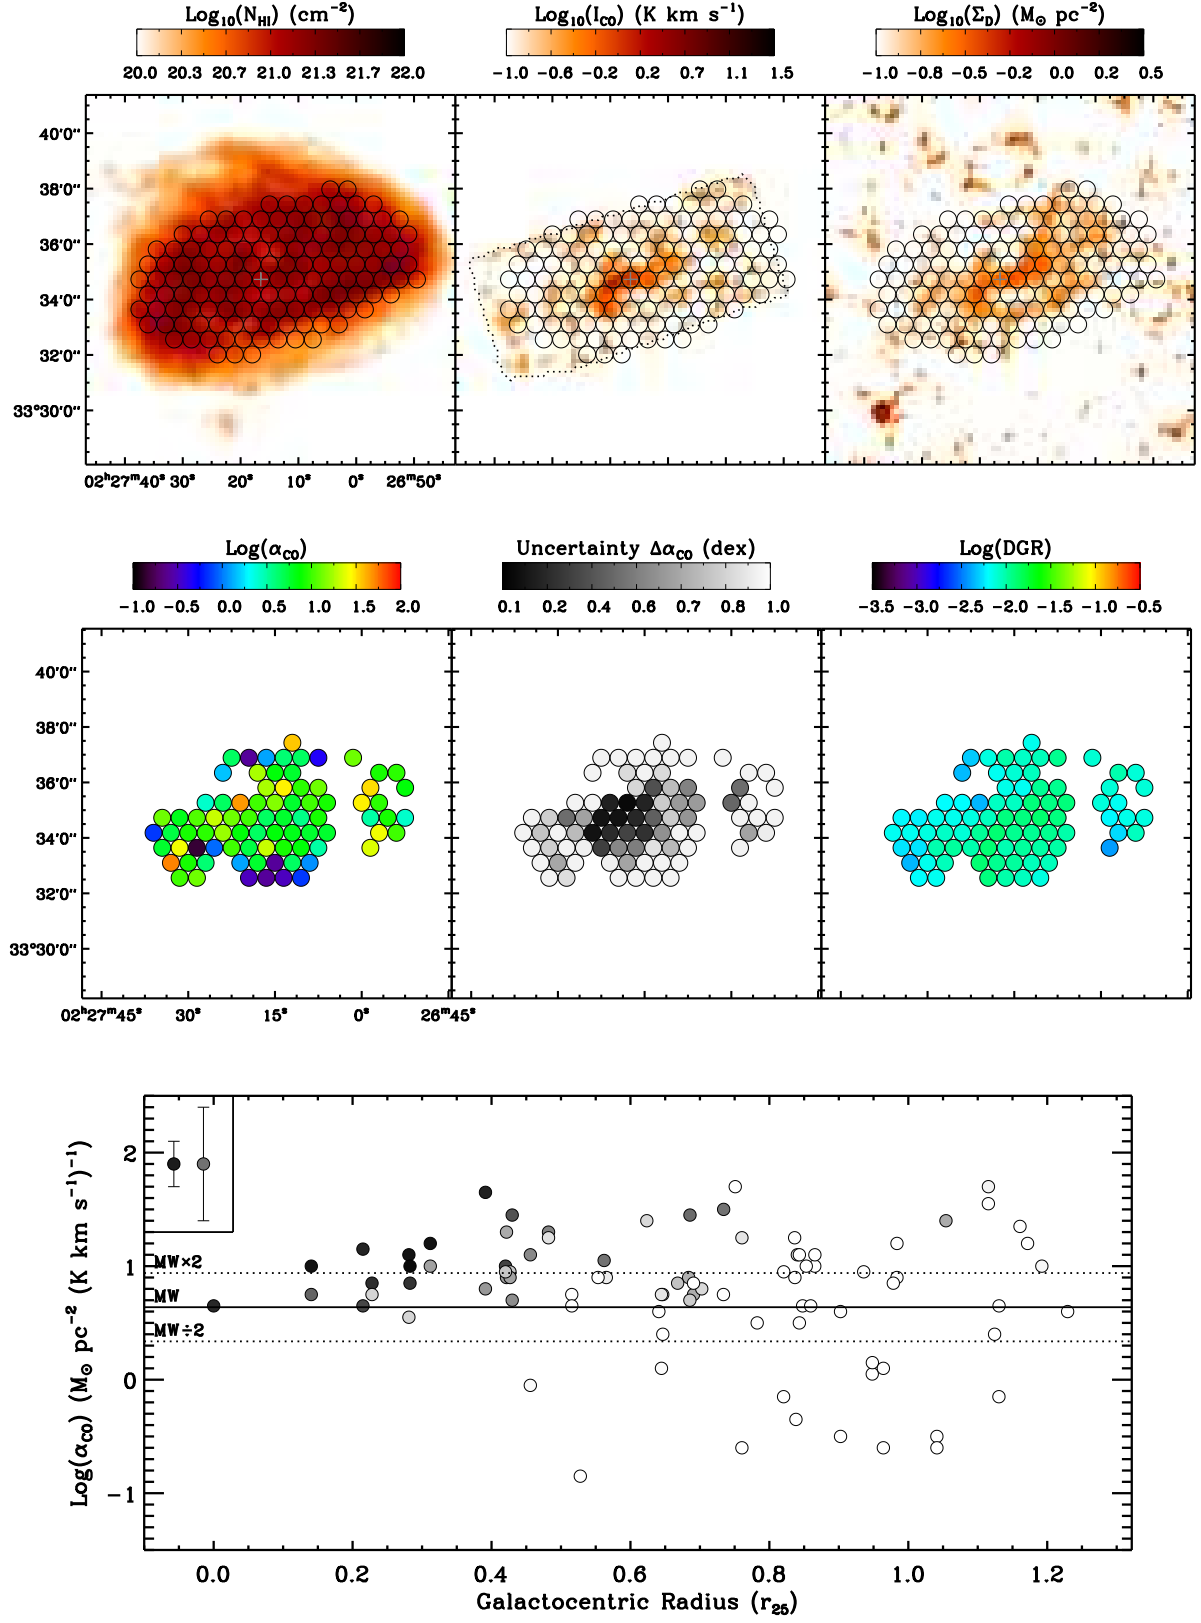 Log₁₀(N_HI) (cm⁻²)
Log₁₀(I_CO) (K km s⁻¹)
Log₁₀(Σ_D) (M⊙ pc⁻²)
20.0 20.3 20.7 21.0 21.3 21.7 22.0
−1.0 −0.6 −0.2 0.2 0.7 1.1 1.5
−1.0 −0.8 −0.5 −0.2 0.0 0.2 0.5
40'0"
38'0"
36'0"
34'0"
32'0"
33°30'0"
02ʰ27ᵐ40ˢ 30ˢ 20ˢ 10ˢ 0ˢ 26ᵐ50ˢ
Log(α_CO)
Uncertainty Δα_CO (dex)
Log(DGR)
−1.0 −0.5 0.0 0.5 1.0 1.5 2.0
0.1 0.2 0.4 0.6 0.7 0.8 1.0
−3.5 −3.0 −2.5 −2.0 −1.5 −1.0 −0.5
40'0"
38'0"
36'0"
34'0"
32'0"
33°30'0"
02ʰ27ᵐ45ˢ 30ˢ 15ˢ 0ˢ 26ᵐ45ˢ
Log(α_CO) (M⊙ pc⁻² (K km s⁻¹)⁻¹)
2
1
0
−1
MW×2
MW
MW÷2
0.0 0.2 0.4 0.6 0.8 1.0 1.2
Galactocentric Radius (r₂₅)